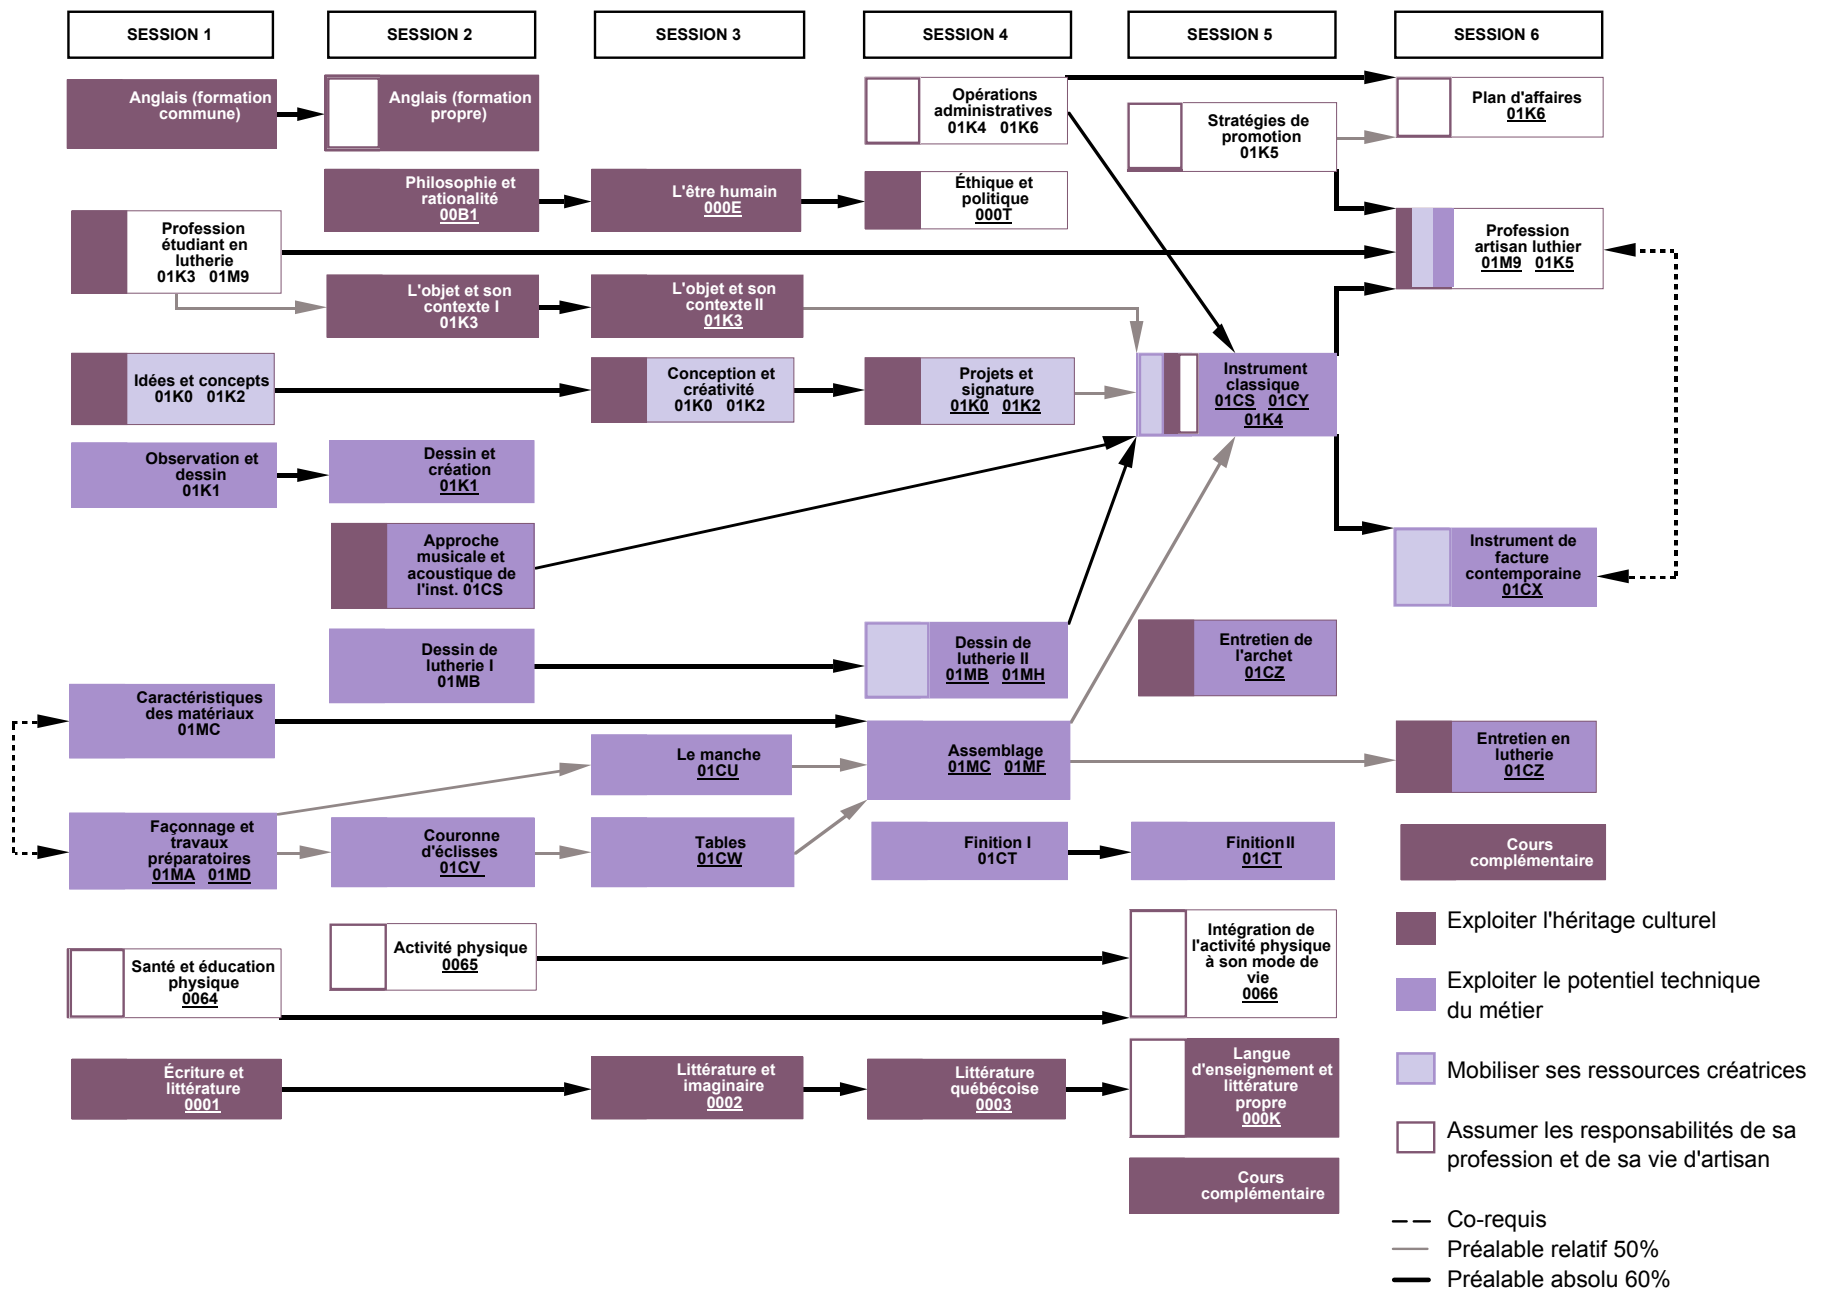 SESSION 1
SESSION 2
SESSION 3
SESSION 4
SESSION 5
SESSION 6
Anglais (formation
commune)
Profession
étudiant en
lutherie
01K3 01M9
Idées et concepts
01K0 01K2
Observation et
dessin
01K1
Caractéristiques
des matériaux
01MC
Façonnage et
travaux
préparatoires
01MA 01MD
Santé et éducation
physique
0064
Écriture et
littérature
0001
Anglais (formation
propre)
Philosophie et
rationalité
00B1
L'objet et son
contexte I
01K3
Dessin et
création
01K1
Approche
musicale et
acoustique de
l'inst. 01CS
Dessin de
lutherie I
01MB
Couronne
d'éclisses
01CV
Activité physique
0065
L'être humain
000E
L'objet et son
contexte II
01K3
Conception et
créativité
01K0 01K2
Le manche
01CU
Tables
01CW
Littérature et
imaginaire
0002
Opérations
administratives
01K4 01K6
Éthique et
politique
000T
Projets et
signature
01K0 01K2
Dessin de
lutherie II
01MB 01MH
Assemblage
01MC 01MF
Finition I
01CT
Littérature
québécoise
0003
Stratégies de
promotion
01K5
Instrument
classique
01CS 01CY
01K4
Entretien de
l'archet
01CZ
Finition II
01CT
Intégration de
l'activité physique
à son mode de
vie
0066
Langue
d'enseignement et
littérature
propre
000K
Cours
complémentaire
Plan d'affaires
01K6
Profession
artisan luthier
01M9 01K5
Instrument de
facture
contemporaine
01CX
Entretien en
lutherie
01CZ
Cours
complémentaire
Exploiter l'héritage culturel
Exploiter le potentiel technique
du métier
Mobiliser ses ressources créatrices
Assumer les responsabilités de sa
profession et de sa vie d'artisan
Co-requis
Préalable relatif 50%
Préalable absolu 60%